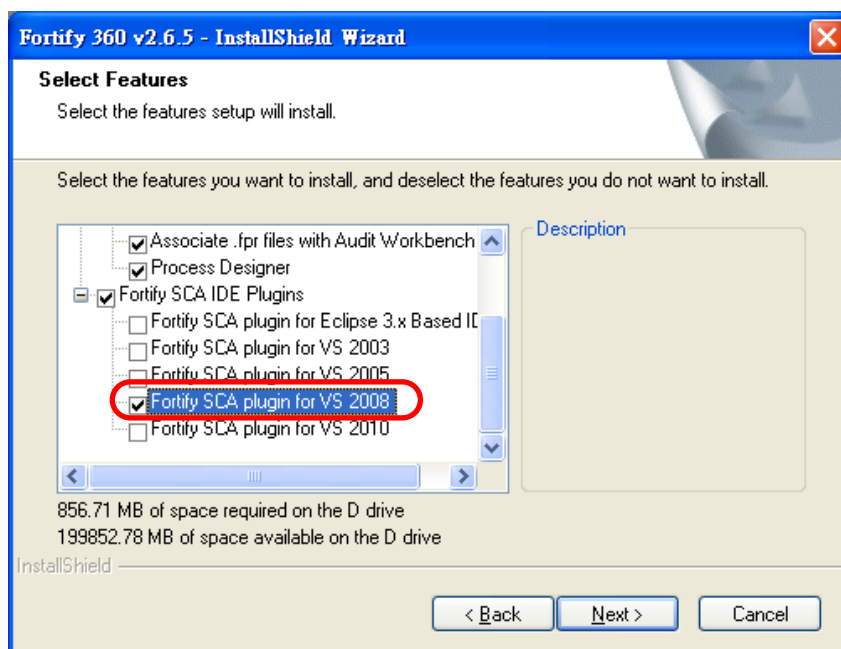 Fortify 360 v2.6.5 - InstallShield Wizard
Select Features
Select the features setup will install.
Select the features you want to install, and deselect the features you do not want to install.
Associate .fpr files with Audit Workbench
Process Designer
Fortify SCA IDE Plugins
Fortify SCA plugin for Eclipse 3.x Based ID
Fortify SCA plugin for VS 2003
Fortify SCA plugin for VS 2005
Fortify SCA plugin for VS 2008
Fortify SCA plugin for VS 2010
Description
856.71 MB of space required on the D drive
199852.78 MB of space available on the D drive
InstallShield
< Back
Next >
Cancel